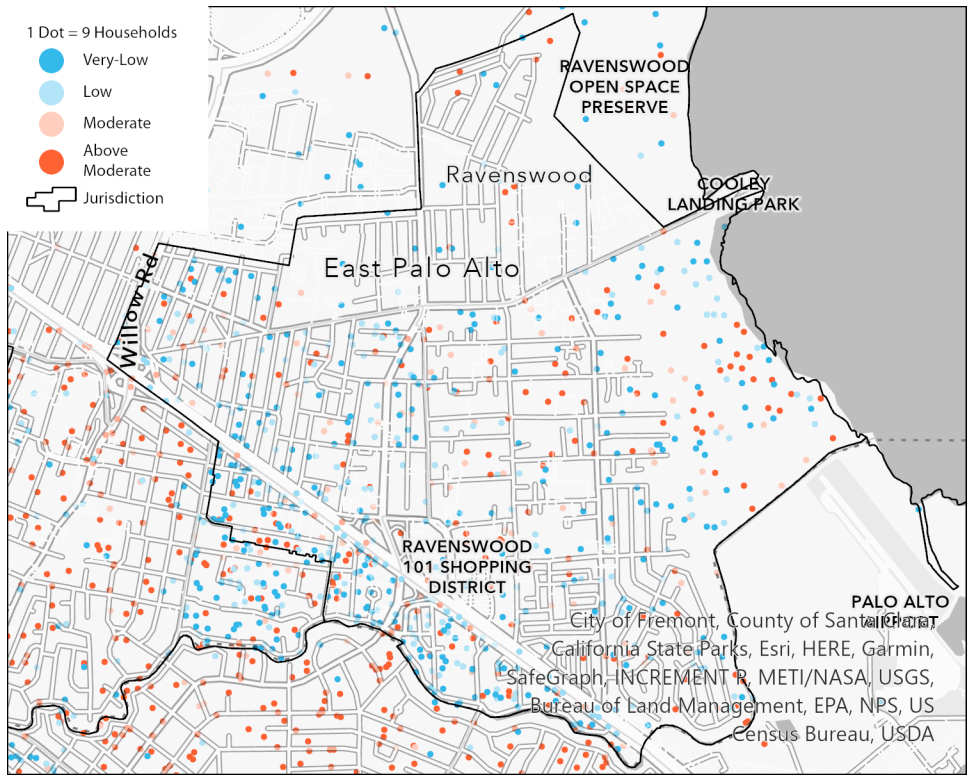 1 Dot = 9 Households
Very-Low
Low
Moderate
Above
Moderate
Jurisdiction
RAVENSWOOD
OPEN SPACE
PRESERVE
Ravenswood
COOLEY
LANDING PARK
East Palo Alto
Willow Rd
RAVENSWOOD
101 SHOPPING
DISTRICT
PALO ALTO
AIRPORT
City of Fremont, County of Santa Clara,
California State Parks, Esri, HERE, Garmin,
SafeGraph, INCREMENT P, METI/NASA, USGS,
Bureau of Land Management, EPA, NPS, US
Census Bureau, USDA